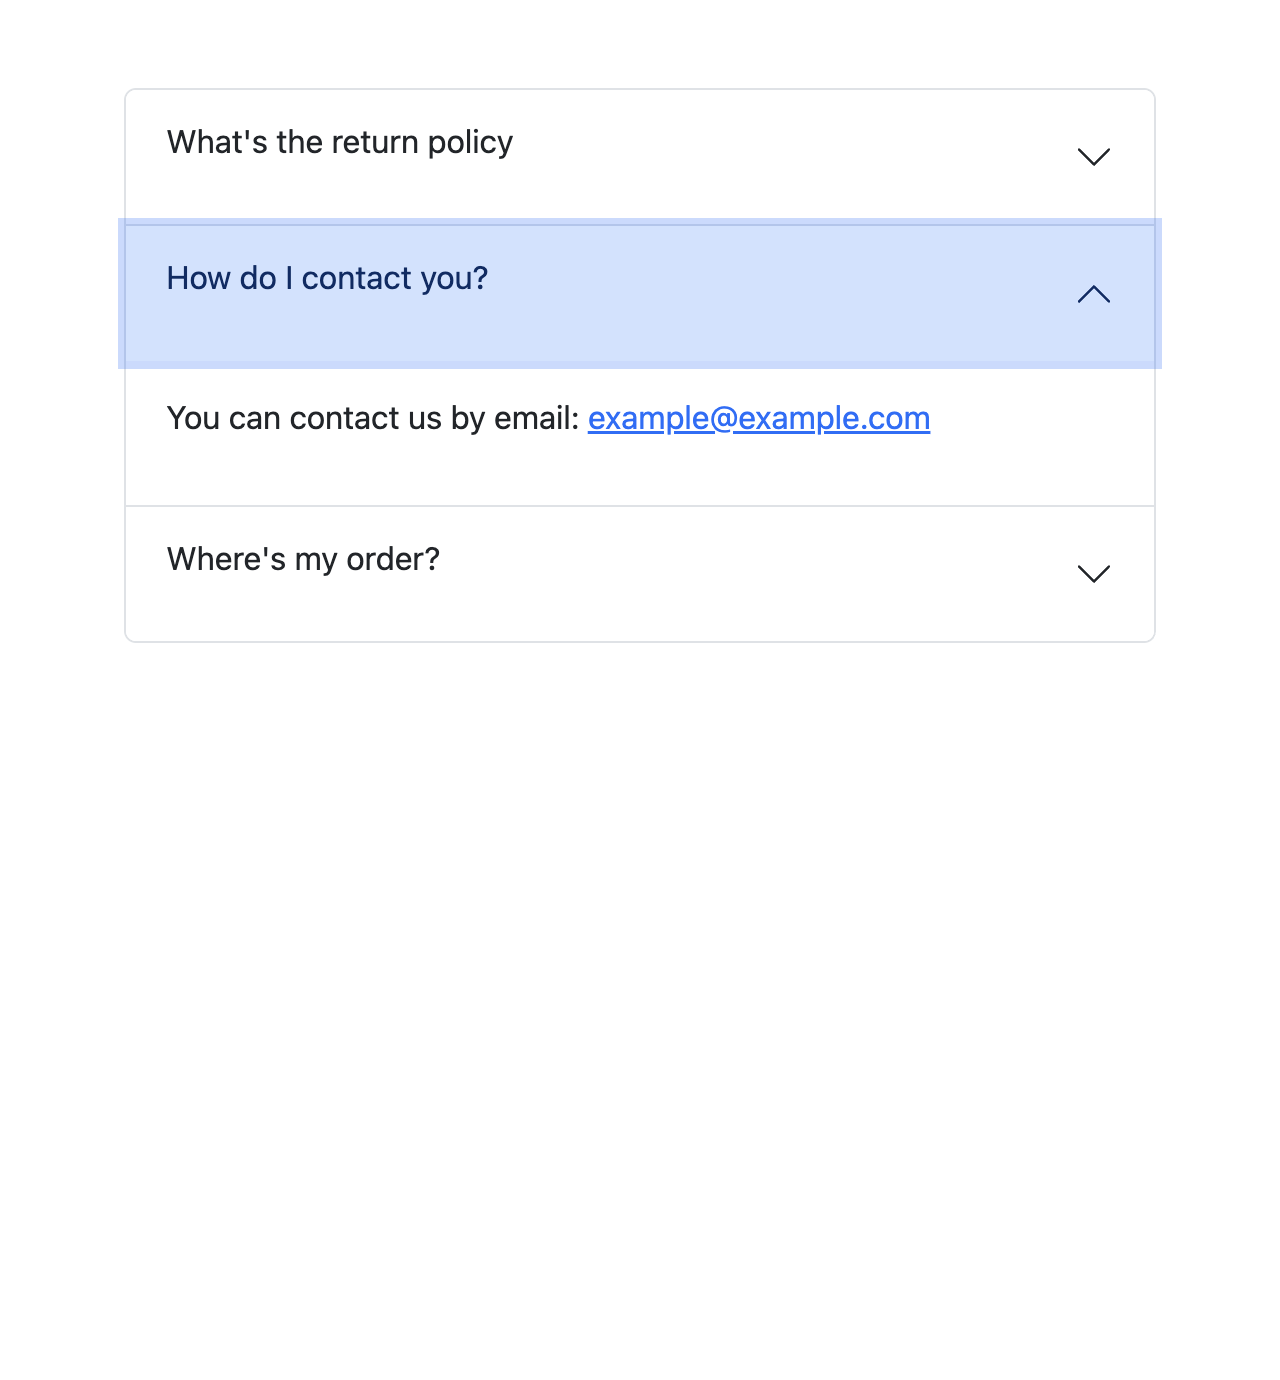 What's the return policy
How do I contact you?
You can contact us by email: example@example.com
Where's my order?